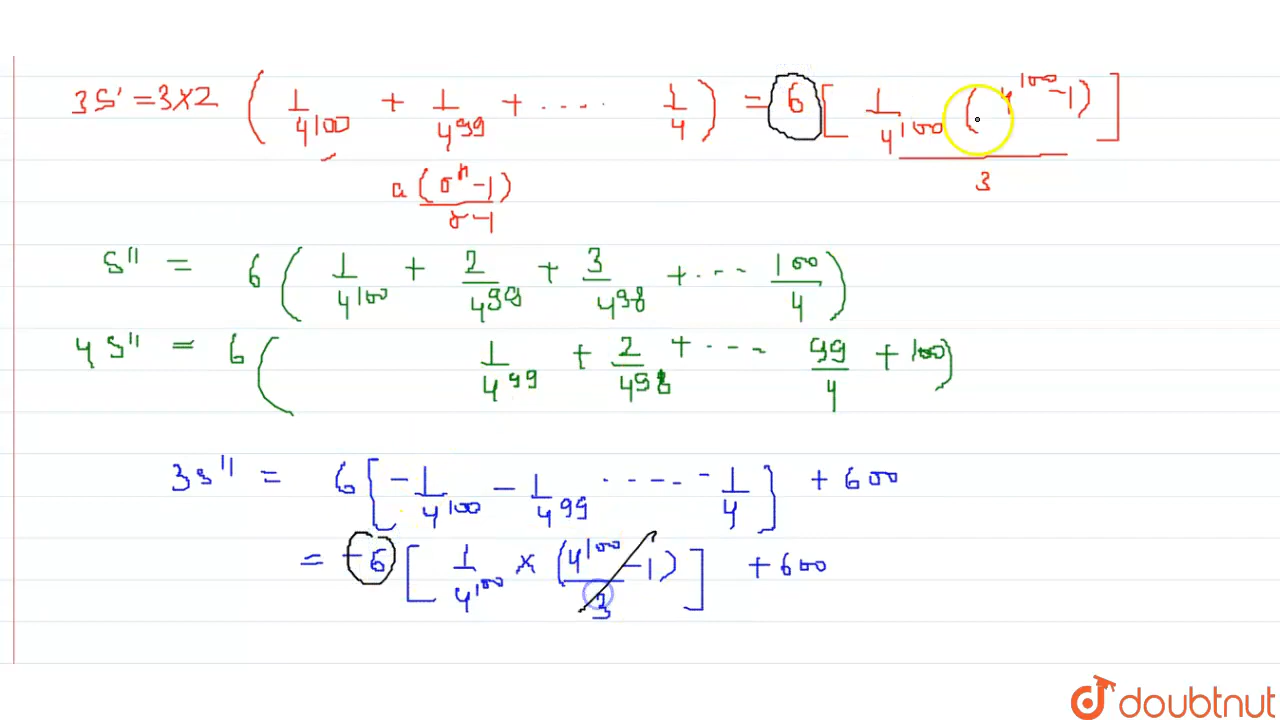 3S' = 3×2 ( 1/4^100 + 1/4^99 + ---- 1/4 ) = 6 [ 1/4^100 (4^100 - 1) / 3 ]
a (r^n - 1) / r - 1
S'' = 6 ( 1/4^100 + 2/4^99 + 3/4^98 + --- 100/4 )
4 S'' = 6 ( 1/4^99 + 2/4^98 + --- 99/4 + 100 )
3S'' = 6 [ - 1/4^100 - 1/4^99 ---- - 1/4 ] + 600
= -6 [ 1/4^100 × (4^100 - 1) / 3 ] + 600
doubtnut